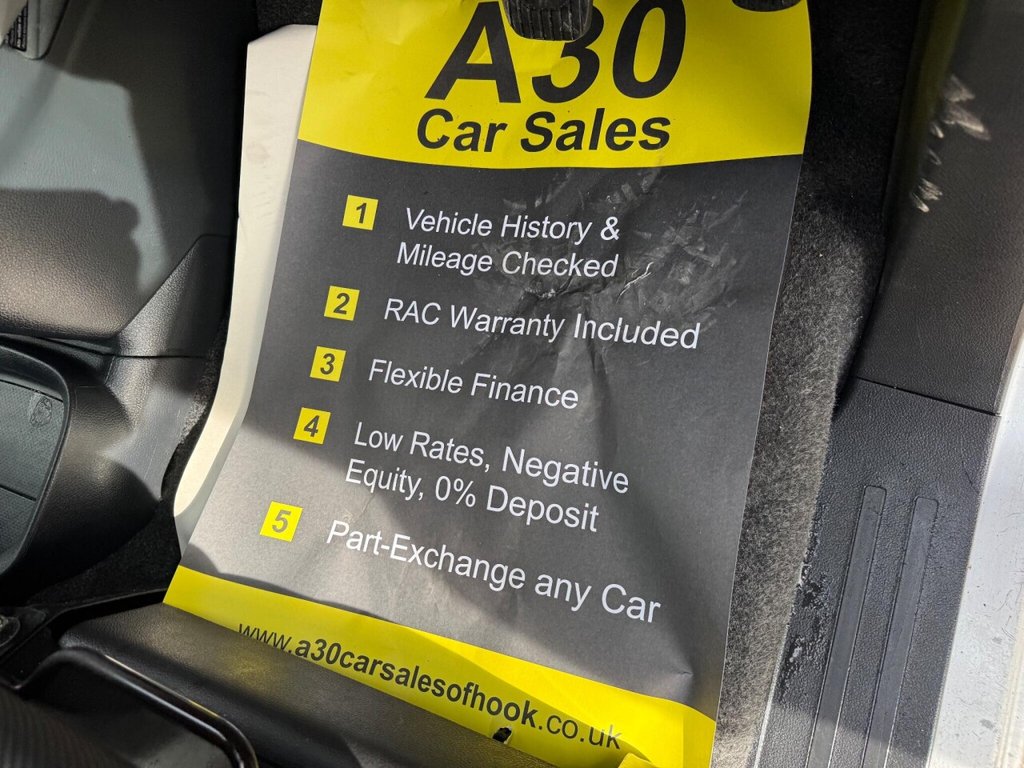 A30
Car Sales
1 Vehicle History &
Mileage Checked
2 RAC Warranty Included
3 Flexible Finance
4 Low Rates, Negative
Equity, 0% Deposit
5 Part-Exchange any Car
www.a30carsalesofhook.co.uk